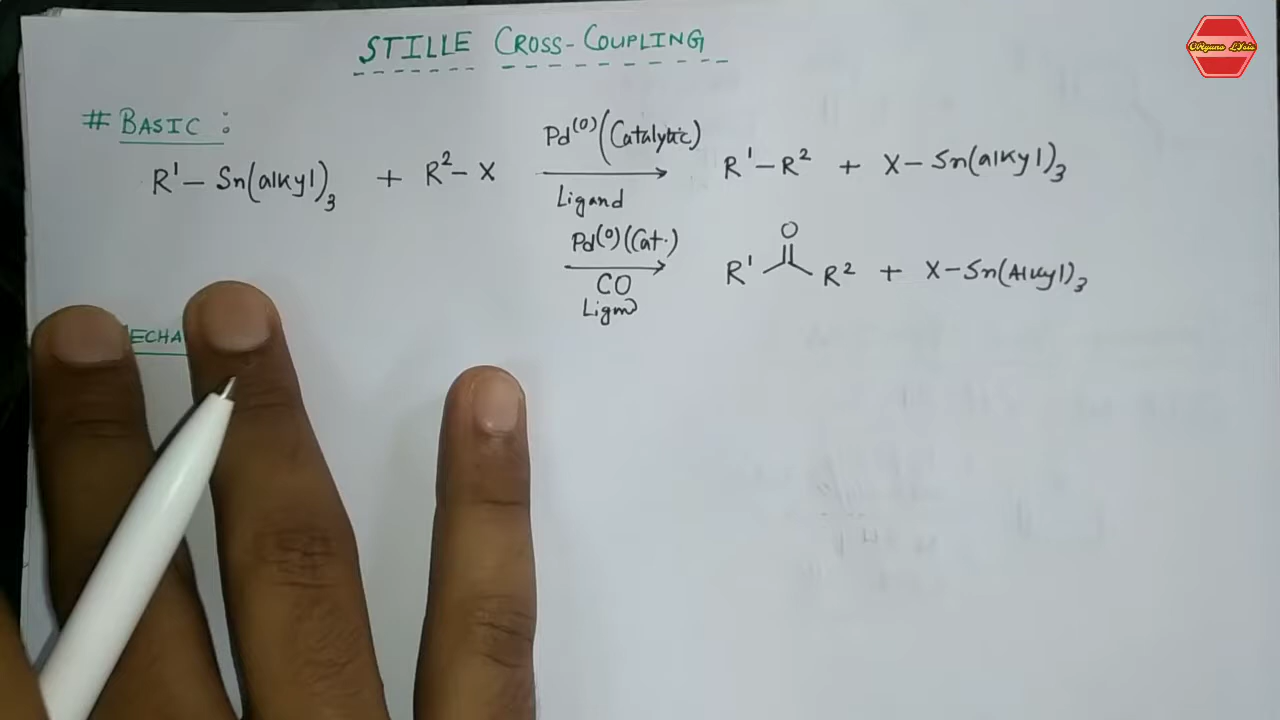 STILLE CROSS-COUPLING
# BASIC :
R¹ – Sn(alkyl)₃ + R² – X Pd⁽⁰⁾(Catalytic) Ligand R¹ – R² + X – Sn(alkyl)₃
Pd⁽⁰⁾(Cat.) CO R¹ O R² + X – Sn(Alkyl)₃
ECHA